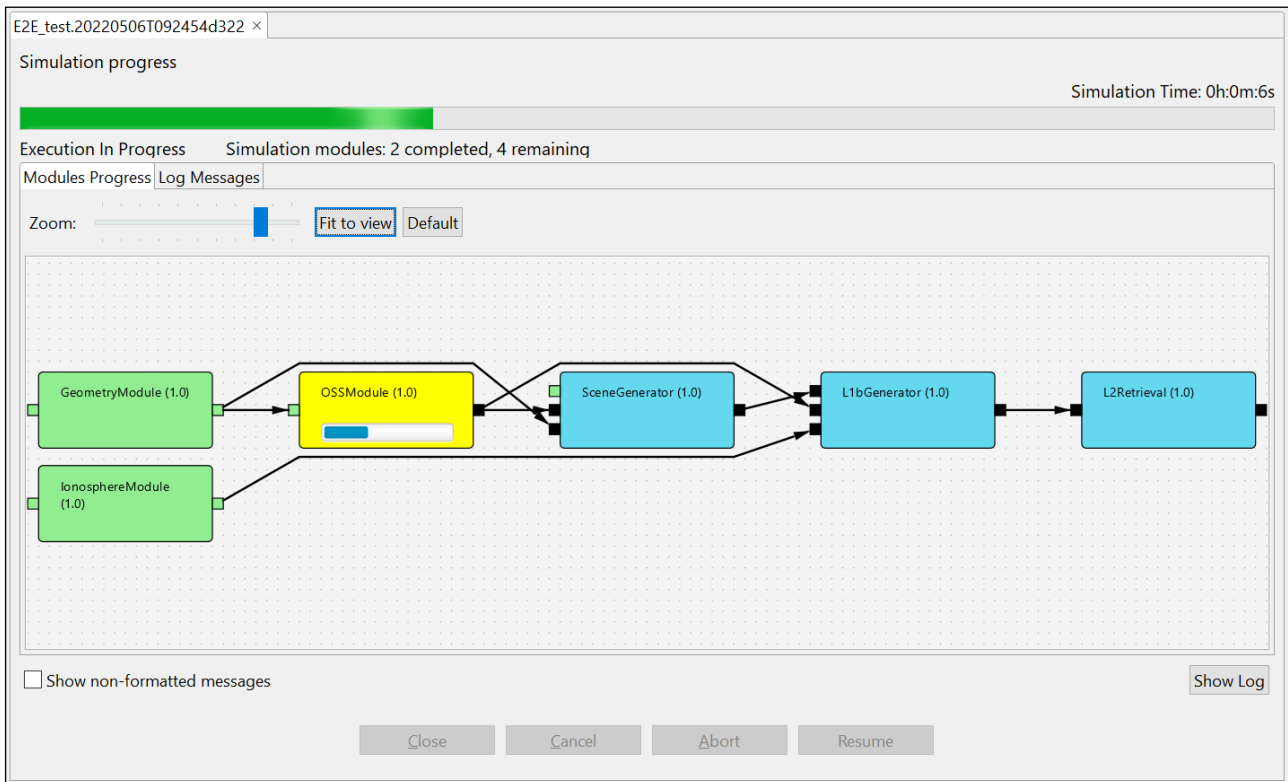 E2E_test.20220506T092454d322 ×
Simulation progress
Simulation Time: 0h:0m:6s
Execution In Progress Simulation modules: 2 completed, 4 remaining
Modules Progress Log Messages
Zoom: Fit to view Default
GeometryModule (1.0) OSSModule (1.0) SceneGenerator (1.0) L1bGenerator (1.0) L2Retrieval (1.0)
IonosphereModule
(1.0)
Show non-formatted messages Show Log
Close Cancel Abort Resume